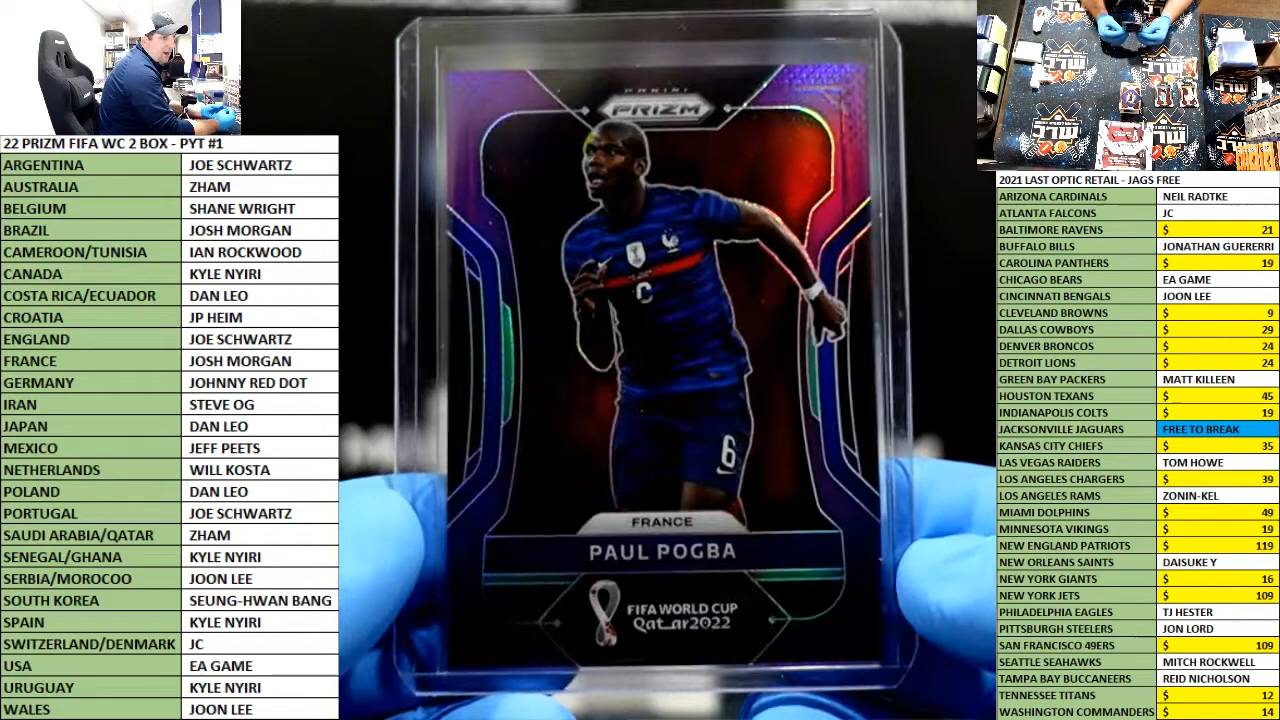 22 PRIZM FIFA WC 2 BOX - PYT #1
ARGENTINA JOE SCHWARTZ
AUSTRALIA ZHAM
BELGIUM SHANE WRIGHT
BRAZIL JOSH MORGAN
CAMEROON/TUNISIA IAN ROCKWOOD
CANADA KYLE NYIRI
COSTA RICA/ECUADOR DAN LEO
CROATIA JP HEIM
ENGLAND JOE SCHWARTZ
FRANCE JOSH MORGAN
GERMANY JOHNNY RED DOT
IRAN STEVE OG
JAPAN DAN LEO
MEXICO JEFF PEETS
NETHERLANDS WILL KOSTA
POLAND DAN LEO
PORTUGAL JOE SCHWARTZ
SAUDI ARABIA/QATAR ZHAM
SENEGAL/GHANA KYLE NYIRI
SERBIA/MOROCOO JOON LEE
SOUTH KOREA SEUNG-HWAN BANG
SPAIN KYLE NYIRI
SWITZERLAND/DENMARK JC
USA EA GAME
URUGUAY KYLE NYIRI
WALES JOON LEE
PANINI
PRIZM
6
6
FRANCE
PAUL POGBA
FIFA WORLD CUP
Qatar2022
2021 LAST OPTIC RETAIL - JAGS FREE
ARIZONA CARDINALS NEIL RADTKE
ATLANTA FALCONS JC
BALTIMORE RAVENS $ 21
BUFFALO BILLS JONATHAN GUERERRI
CAROLINA PANTHERS $ 19
CHICAGO BEARS EA GAME
CINCINNATI BENGALS JOON LEE
CLEVELAND BROWNS $ 9
DALLAS COWBOYS $ 29
DENVER BRONCOS $ 24
DETROIT LIONS $ 24
GREEN BAY PACKERS MATT KILLEEN
HOUSTON TEXANS $ 45
INDIANAPOLIS COLTS $ 19
JACKSONVILLE JAGUARS FREE TO BREAK
KANSAS CITY CHIEFS $ 35
LAS VEGAS RAIDERS TOM HOWE
LOS ANGELES CHARGERS $ 39
LOS ANGELES RAMS ZONIN-KEL
MIAMI DOLPHINS $ 49
MINNESOTA VIKINGS $ 19
NEW ENGLAND PATRIOTS $ 119
NEW ORLEANS SAINTS DAISUKE Y
NEW YORK GIANTS $ 16
NEW YORK JETS $ 109
PHILADELPHIA EAGLES TJ HESTER
PITTSBURGH STEELERS JON LORD
SAN FRANCISCO 49ERS $ 109
SEATTLE SEAHAWKS MITCH ROCKWELL
TAMPA BAY BUCCANEERS REID NICHOLSON
TENNESSEE TITANS $ 12
WASHINGTON COMMANDERS $ 14